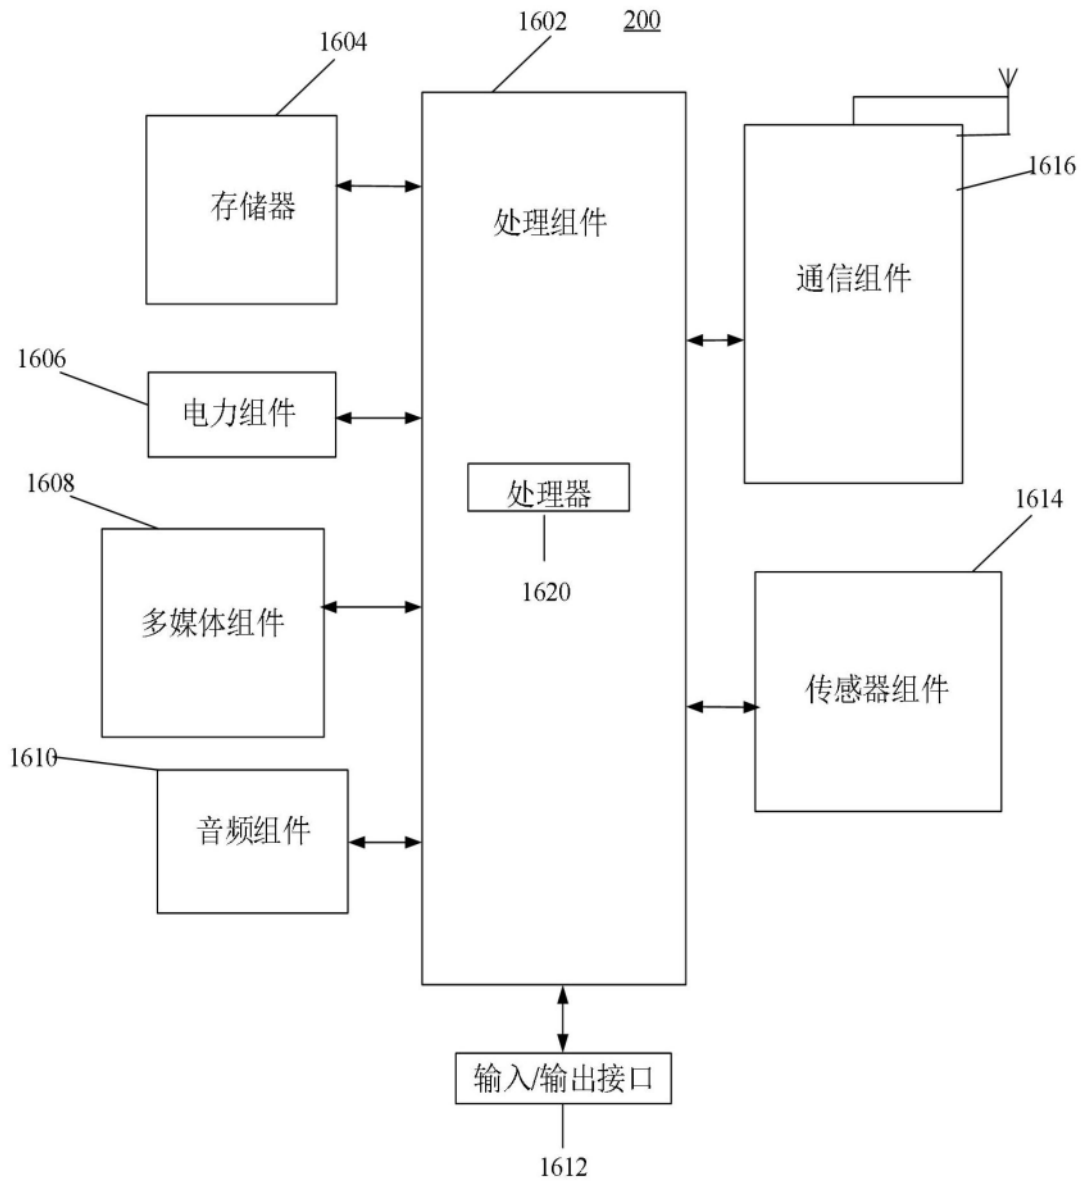 200
1602
1604
存储器
处理组件
1616
通信组件
1606
电力组件
1608
处理器
1620
1614
多媒体组件
传感器组件
1610
音频组件
输入/输出接口
1612